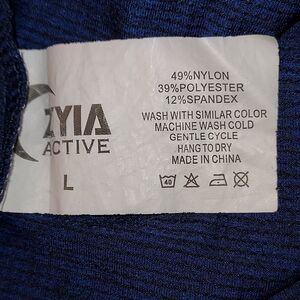 ZYIA
ACTIVE
L
49%NYLON
39%POLYESTER
12%SPANDEX
WASH WITH SIMILAR COLOR
MACHINE WASH COLD
GENTLE CYCLE
HANG TO DRY
MADE IN CHINA
40